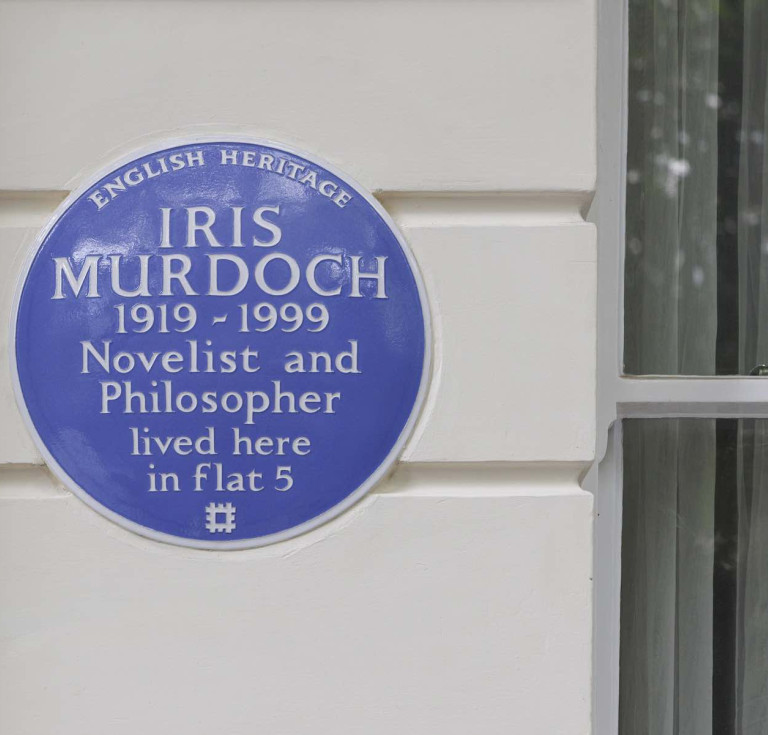 ENGLISH HERITAGE
IRIS
MURDOCH
1919 - 1999
Novelist and
Philosopher
lived here
in flat 5